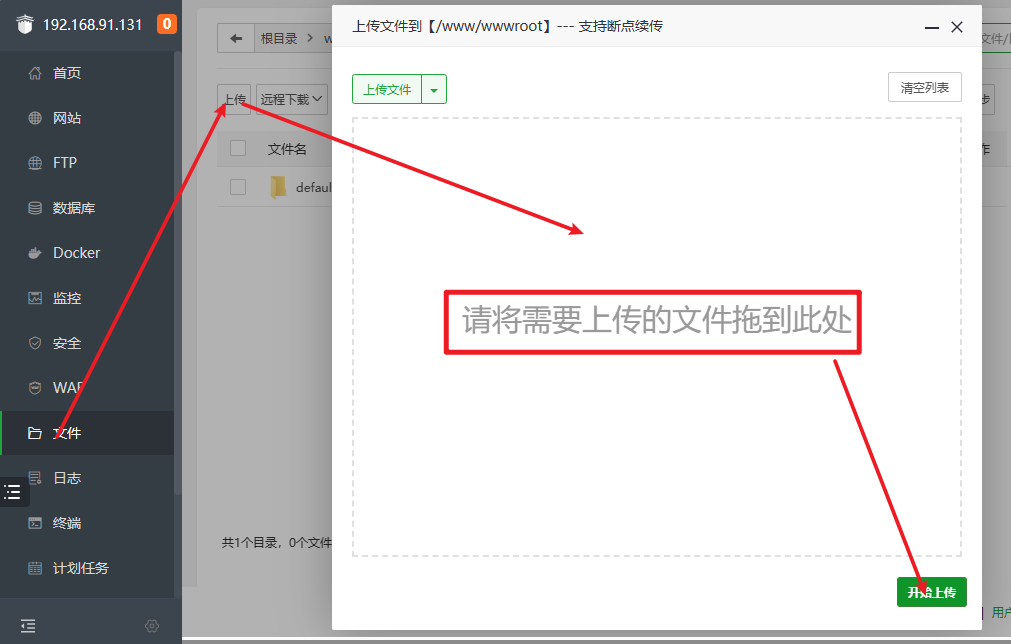 192.168.91.131 0
首页
网站
FTP
数据库
Docker
监控
安全
WAF
文件
日志
终端
计划任务
根目录
上传 远程下载
文件名
defaul
共1个目录，0个文件
上传文件到【/www/wwwroot】--- 支持断点续传
上传文件
清空列表
请将需要上传的文件拖到此处
开始上传
文件/
步
作
用户